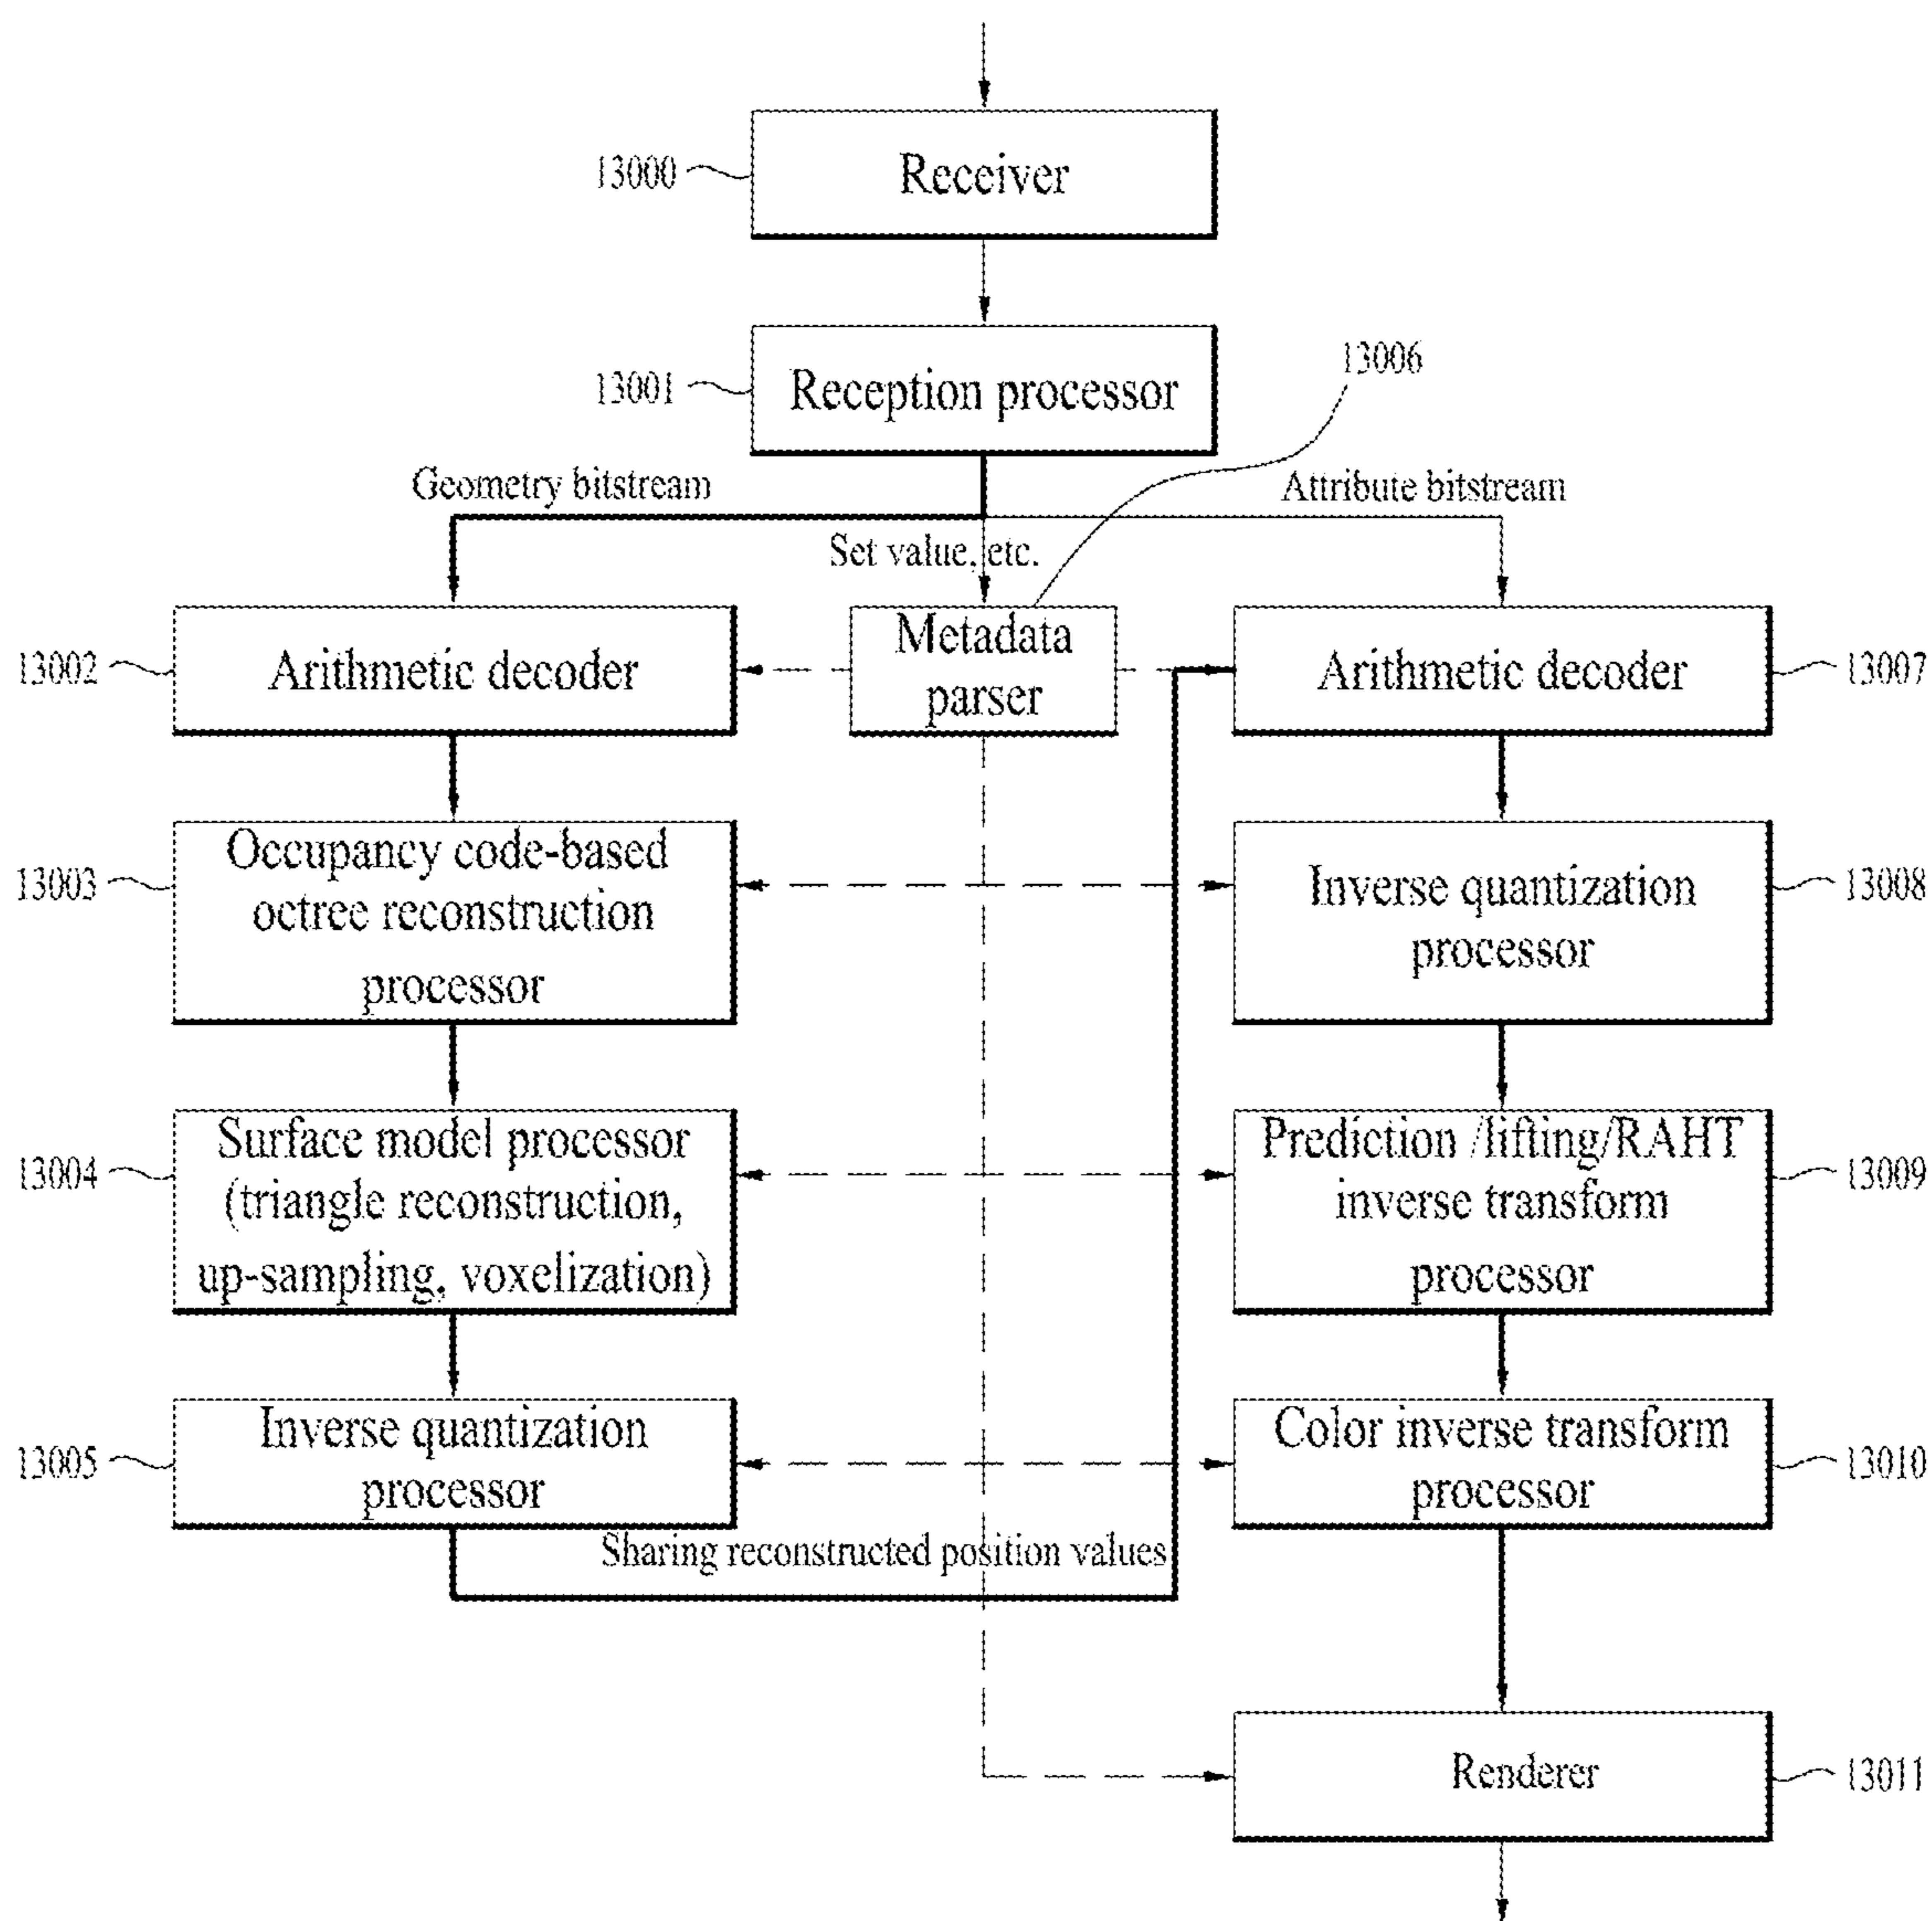 13000
Receiver
13001
Reception processor
13006
Geometry bitstream
Attribute bitstream
Set value, etc.
13002
Arithmetic decoder
Metadata
parser
Arithmetic decoder
13007
13003
Occupancy code-based
octree reconstruction
processor
Inverse quantization
processor
13008
13004
Surface model processor
(triangle reconstruction,
up-sampling, voxelization)
Prediction /lifting/RAHT
inverse transform
processor
13009
13005
Inverse quantization
processor
Color inverse transform
processor
13010
Sharing reconstructed position values
Renderer
13011